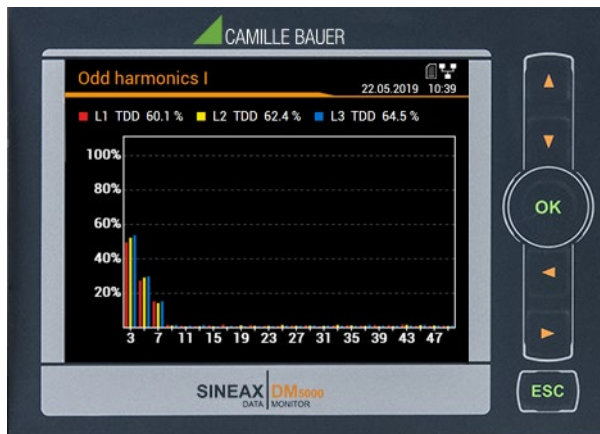 CAMILLE BAUER
Odd harmonics I
22.05.2019 10:39
L1 TDD 60.1 % L2 TDD 62.4 % L3 TDD 64.5 %
100%
80%
60%
40%
20%
3 7 11 15 19 23 27 31 35 39 43 47
OK
SINEAX DM5000
DATA MONITOR
ESC